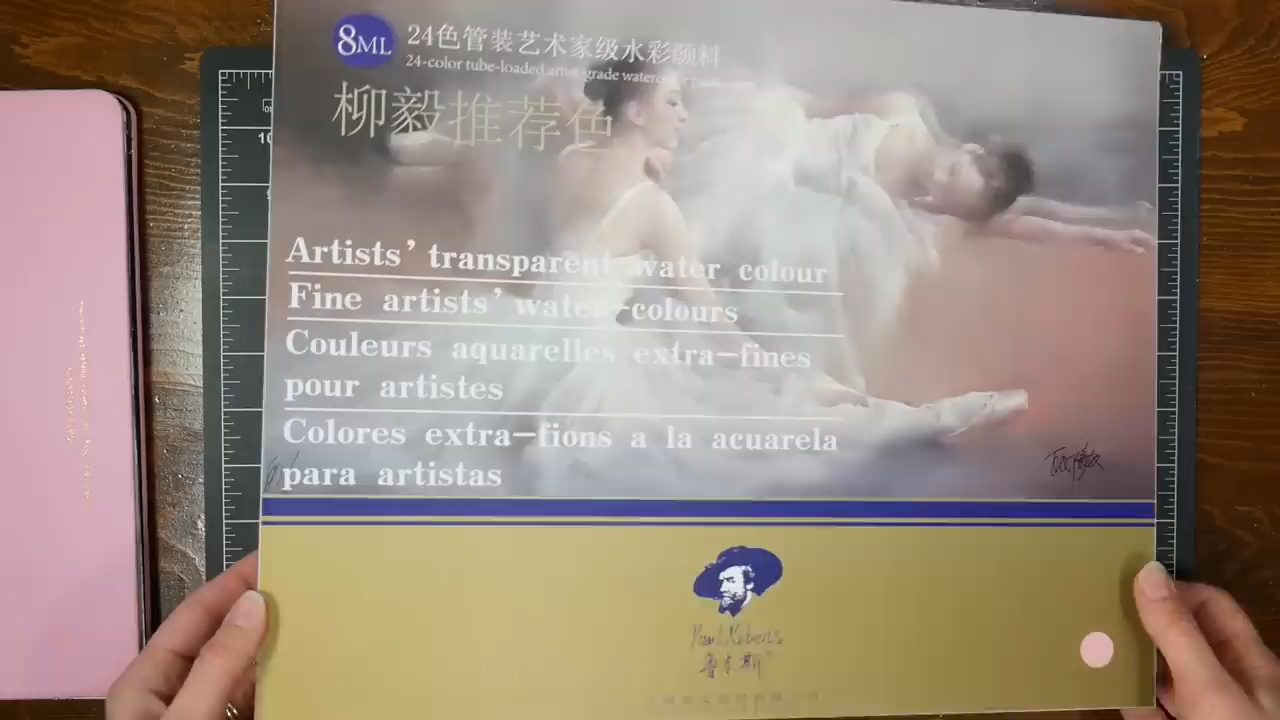 8ML
24色管装艺术家级水彩颜料
24-color tube-loaded artist-grade watercolor
柳毅推荐色
Artists' transparent water colour
Fine artists' water-colours
Couleurs aquarelles extra-fines
pour artistes
Colores extra-fions a la acuarela
para artistas
Paul Rubens
鲁本斯
10